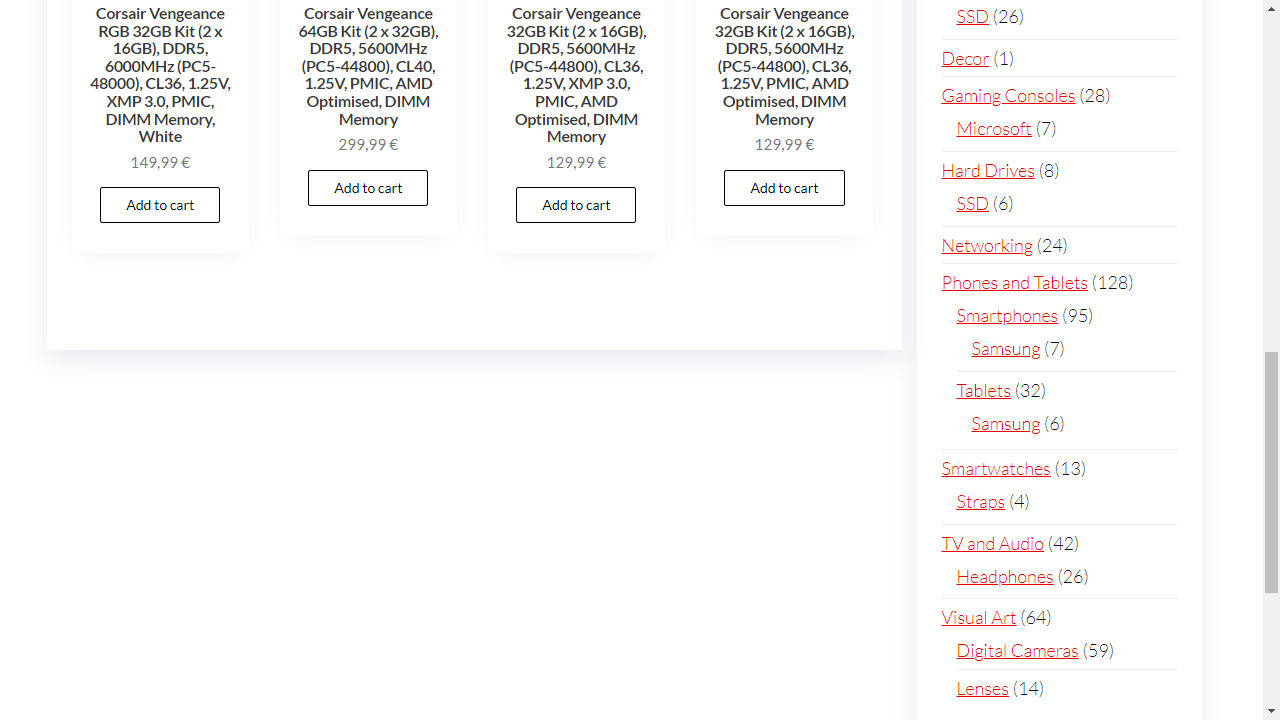 Corsair Vengeance
RGB 32GB Kit (2 x
16GB), DDR5,
6000MHz (PC5-
48000), CL36, 1.25V,
XMP 3.0, PMIC,
DIMM Memory,
White
149,99 €
Add to cart
Corsair Vengeance
64GB Kit (2 x 32GB),
DDR5, 5600MHz
(PC5-44800), CL40,
1.25V, PMIC, AMD
Optimised, DIMM
Memory
299,99 €
Add to cart
Corsair Vengeance
32GB Kit (2 x 16GB),
DDR5, 5600MHz
(PC5-44800), CL36,
1.25V, XMP 3.0,
PMIC, AMD
Optimised, DIMM
Memory
129,99 €
Add to cart
Corsair Vengeance
32GB Kit (2 x 16GB),
DDR5, 5600MHz
(PC5-44800), CL36,
1.25V, PMIC, AMD
Optimised, DIMM
Memory
129,99 €
Add to cart
SSD (26)
Decor (1)
Gaming Consoles (28)
Microsoft (7)
Hard Drives (8)
SSD (6)
Networking (24)
Phones and Tablets (128)
Smartphones (95)
Samsung (7)
Tablets (32)
Samsung (6)
Smartwatches (13)
Straps (4)
TV and Audio (42)
Headphones (26)
Visual Art (64)
Digital Cameras (59)
Lenses (14)